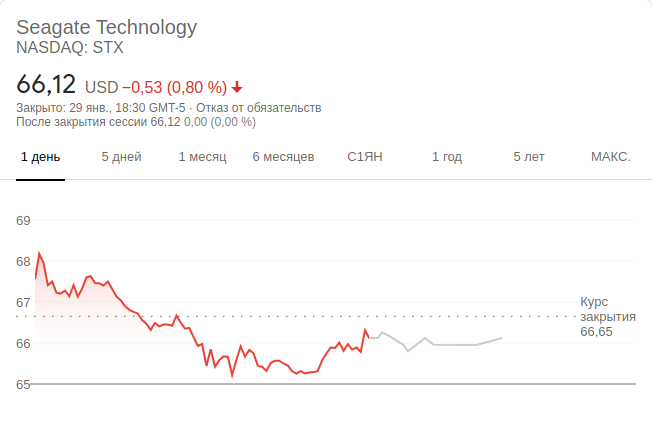 Seagate Technology
NASDAQ: STX
66,12 USD −0,53 (0,80 %)
Закрыто: 29 янв., 18:30 GMT-5 · Отказ от обязательств
После закрытия сессии 66,12 0,00 (0,00 %)
1 день 5 дней 1 месяц 6 месяцев С1ЯН 1 год 5 лет МАКС.
69
68
67
66
65
Курс
закрытия
66,65